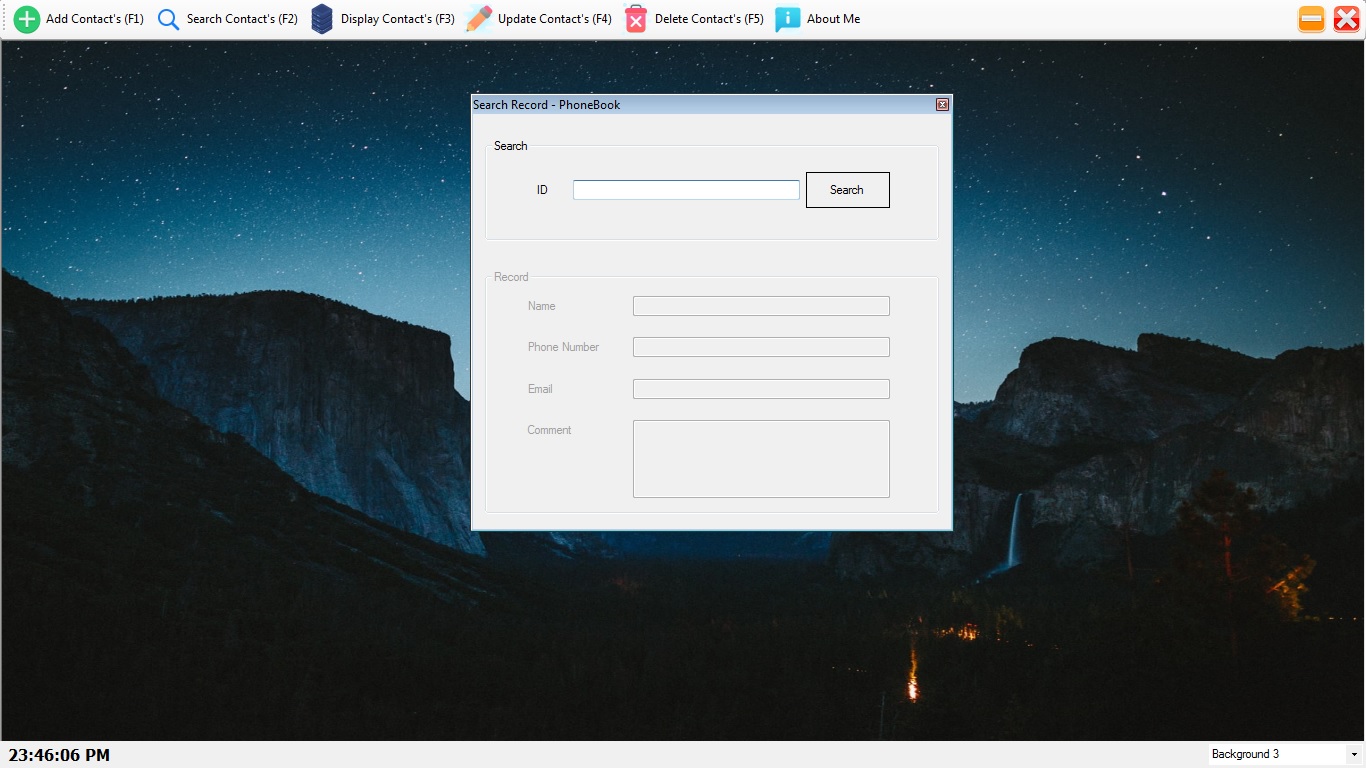 Add Contact's (F1) Search Contact's (F2) Display Contact's (F3) Update Contact's (F4) Delete Contact's (F5) About Me
Search Record - PhoneBook
Search
ID Search
Record
Name
Phone Number
Email
Comment
23:46:06 PM Background 3